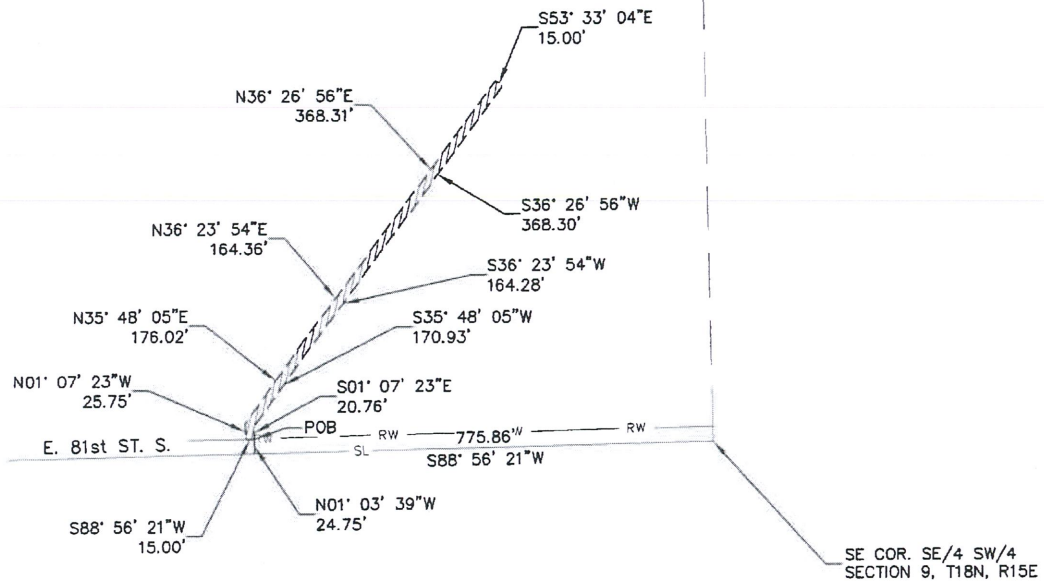 S53° 33' 04"E
15.00'
N36° 26' 56"E
368.31'
S36° 26' 56"W
368.30'
N36° 23' 54"E
164.36'
S36° 23' 54"W
164.28'
N35° 48' 05"E
176.02'
S35° 48' 05"W
170.93'
N01° 07' 23"W
25.75'
S01° 07' 23"E
20.76'
POB
E. 81st ST. S.
RW 775.86' RW
SL
S88° 56' 21"W
N01° 03' 39"W
24.75'
S88° 56' 21"W
15.00'
SE COR. SE/4 SW/4
SECTION 9, T18N, R15E